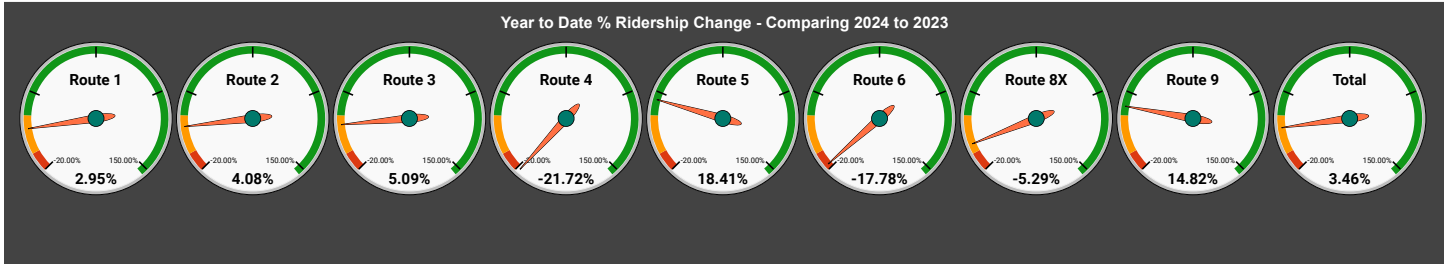 Year to Date % Ridership Change - Comparing 2024 to 2023
Route 1
-20.00% 150.00%
2.95%
Route 2
-20.00% 150.00%
4.08%
Route 3
-20.00% 150.00%
5.09%
Route 4
-20.00% 150.00%
-21.72%
Route 5
-20.00% 150.00%
18.41%
Route 6
-20.00% 150.00%
-17.78%
Route 8X
-20.00% 150.00%
-5.29%
Route 9
-20.00% 150.00%
14.82%
Total
-20.00% 150.00%
3.46%